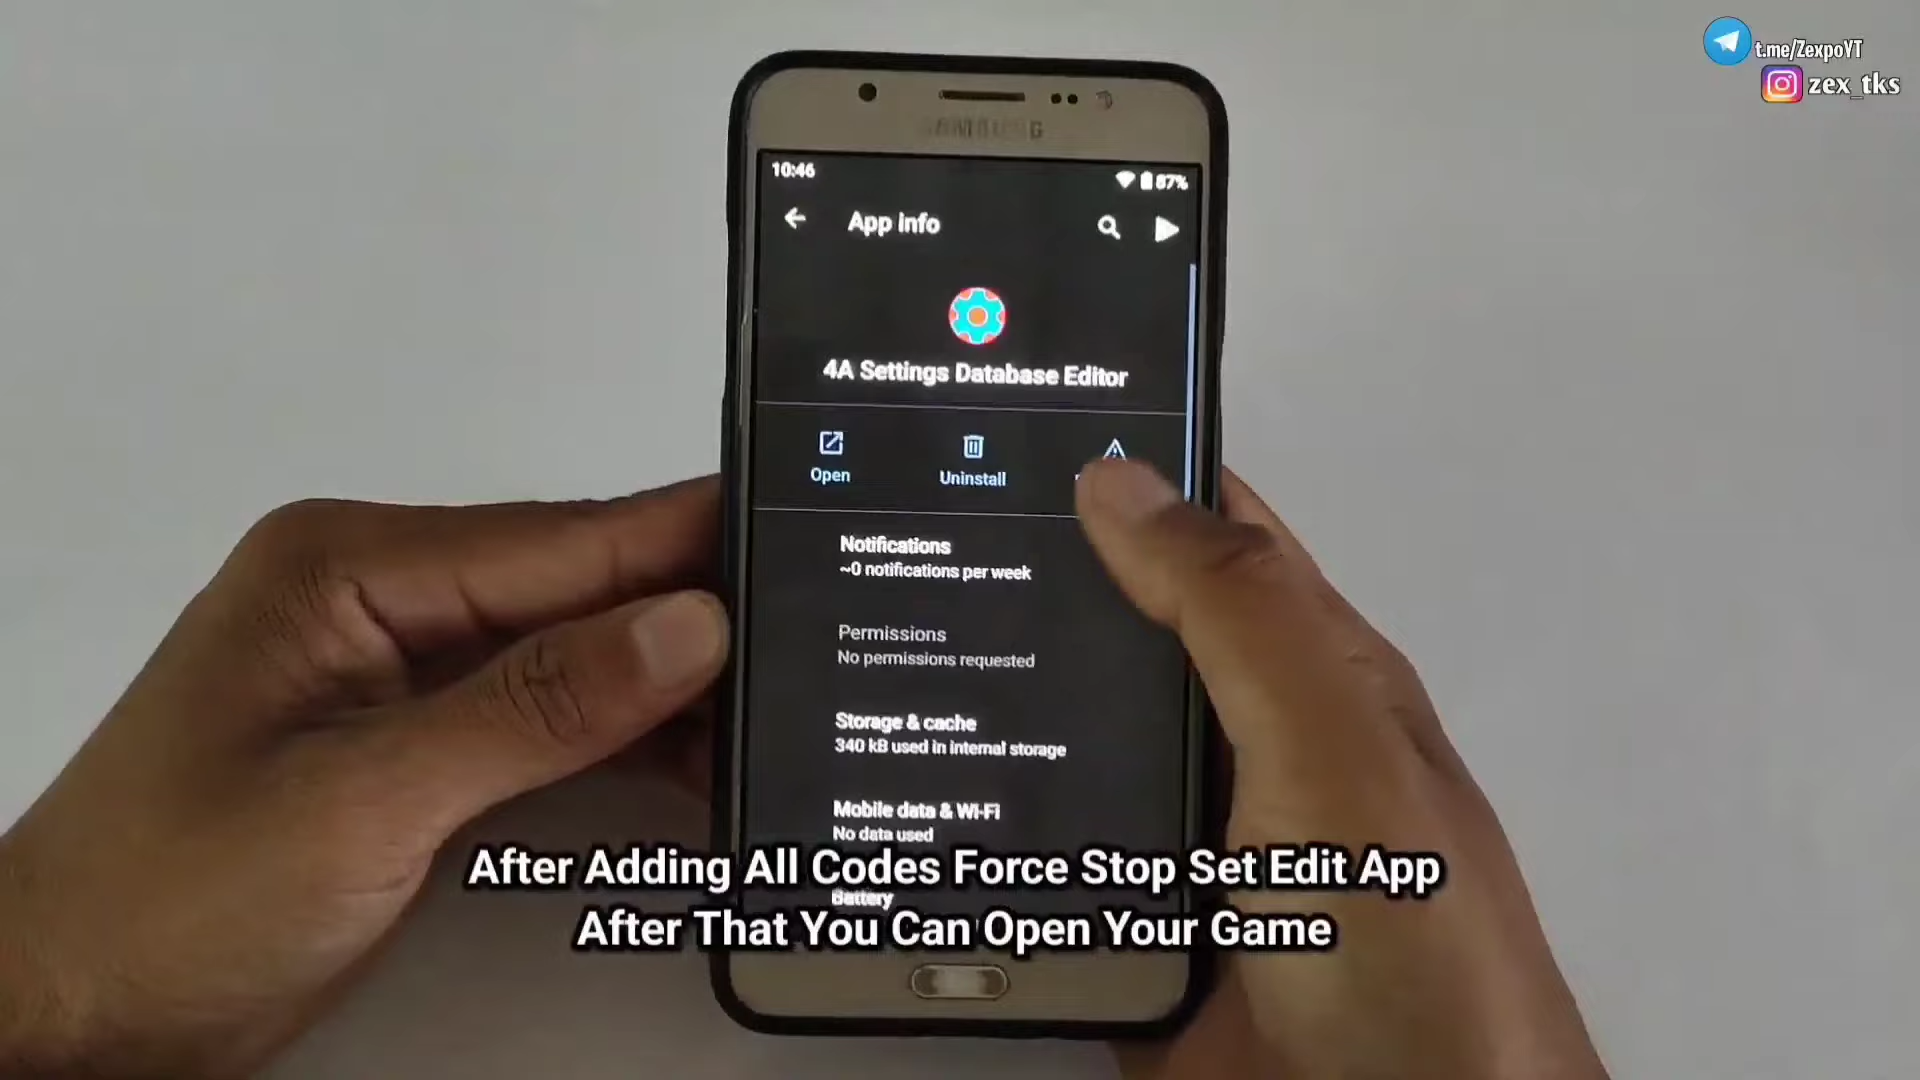 t.me/ZexpoYT
zex_tks
SAMSUNG
10:46
87%
App info
4A Settings Database Editor
Open
Uninstall
Notifications
~0 notifications per week
Permissions
No permissions requested
Storage & cache
340 kB used in internal storage
Mobile data & Wi-Fi
No data used
Battery
After Adding All Codes Force Stop Set Edit App
After That You Can Open Your Game